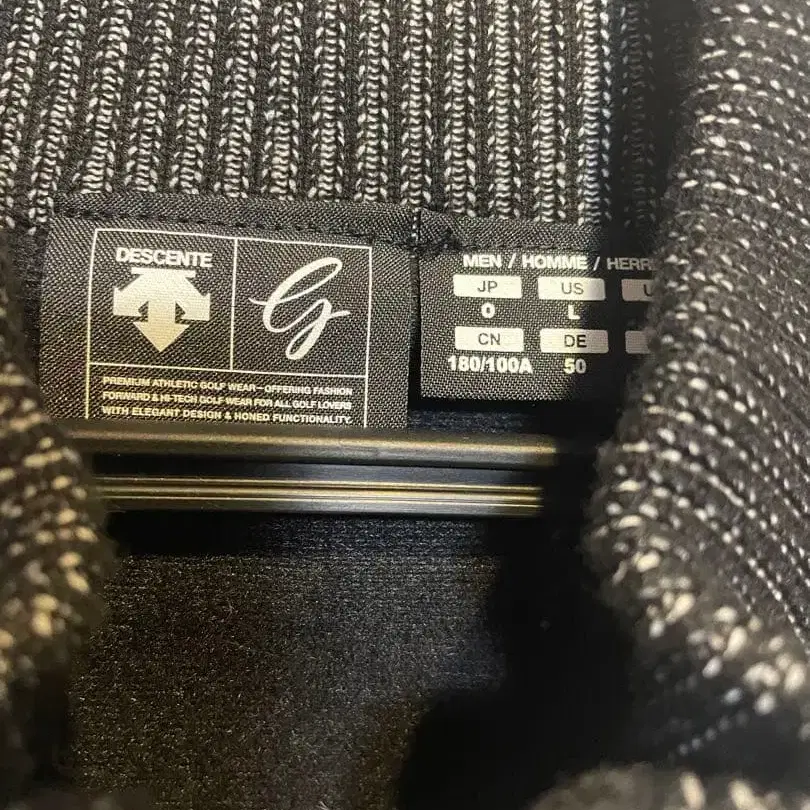 DESCENTE
G
PREMIUM ATHLETIC GOLF WEAR—OFFERING FASHION
FORWARD & HI-TECH GOLF WEAR FOR ALL GOLF LOVERS
WITH ELEGANT DESIGN & HONED FUNCTIONALITY.
MEN / HOMME / HERR
JP US U
O L
CN DE
180/100A 50